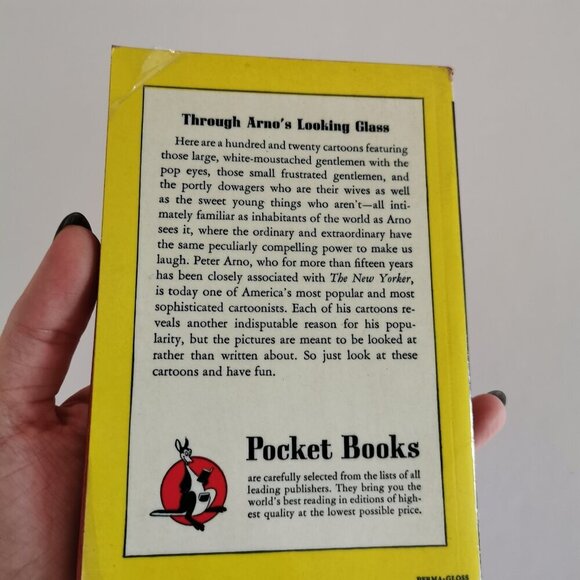 Through Arno's Looking Glass
Here are a hundred and twenty cartoons featuring
those large, white-moustached gentlemen with the
pop eyes, those small frustrated gentlemen, and
the portly dowagers who are their wives as well
as the sweet young things who aren't—all inti-
mately familiar as inhabitants of the world as Arno
sees it, where the ordinary and extraordinary have
the same peculiarly compelling power to make us
laugh. Peter Arno, who for more than fifteen years
has been closely associated with The New Yorker,
is today one of America's most popular and most
sophisticated cartoonists. Each of his cartoons re-
veals another indisputable reason for his popu-
larity, but the pictures are meant to be looked at
rather than written about. So just look at these
cartoons and have fun.
Pocket Books
are carefully selected from the lists of all
leading publishers. They bring you the
world's best reading in editions of high-
est quality at the lowest possible price.
PERMA-GLOSS